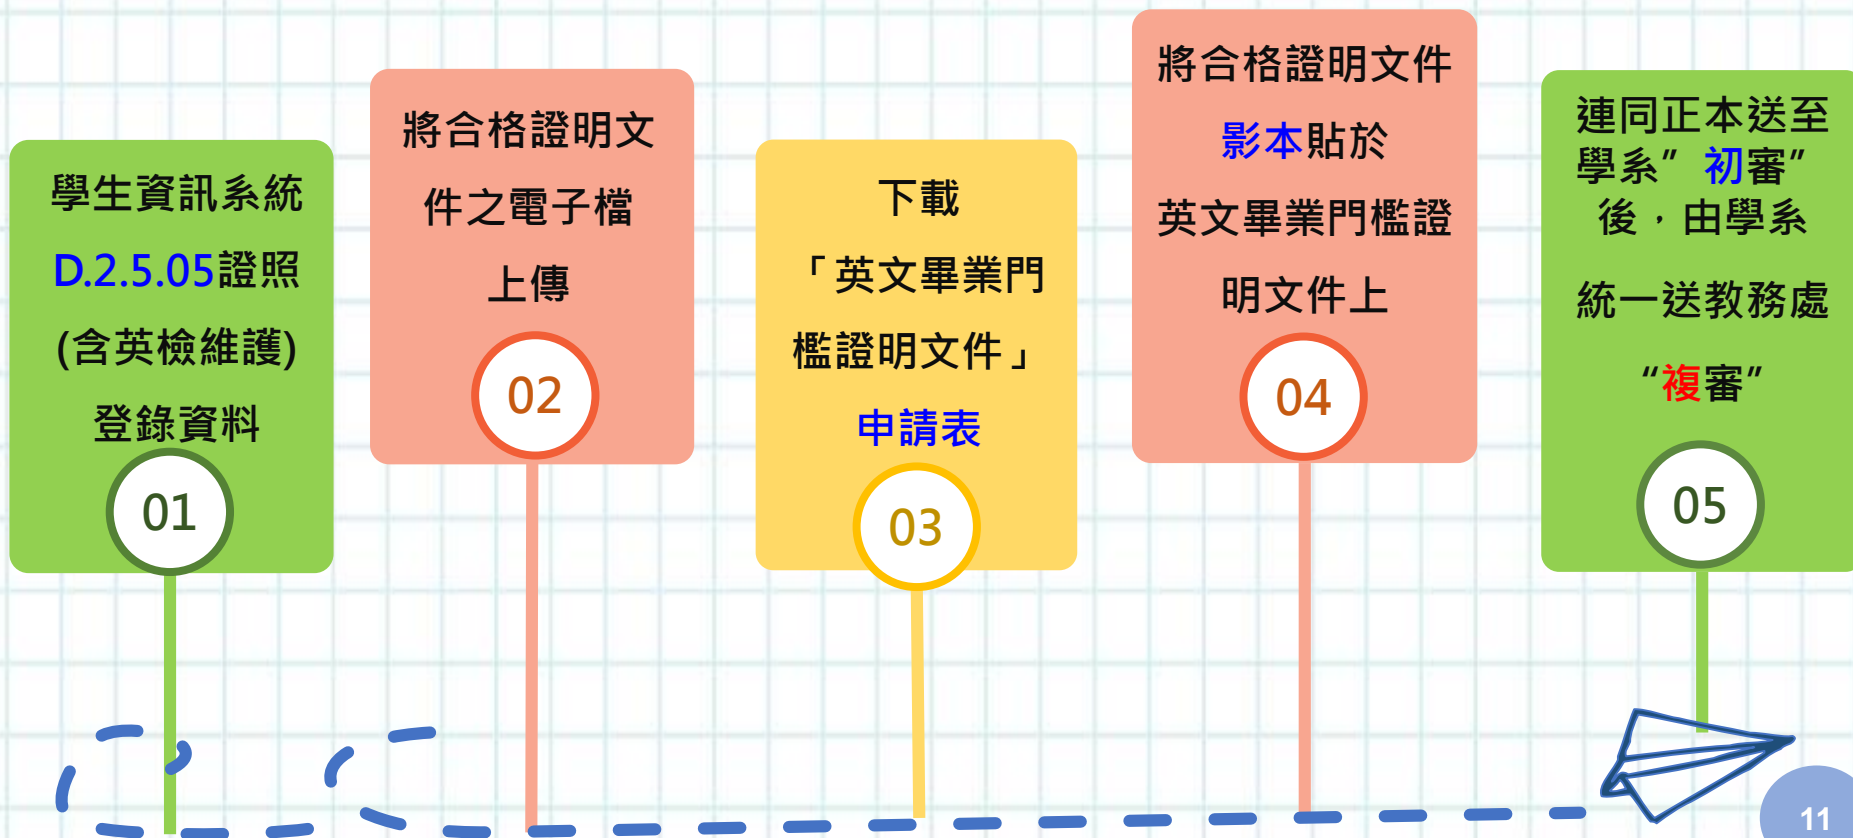 學生資訊系統
D.2.5.05證照
(含英檢維護)
登錄資料
01
將合格證明文
件之電子檔
上傳
02
下載
「英文畢業門
檻證明文件」
申請表
03
將合格證明文件
影本貼於
英文畢業門檻證
明文件上
04
連同正本送至
學系”初審”
後，由學系
統一送教務處
“複審”
05
11